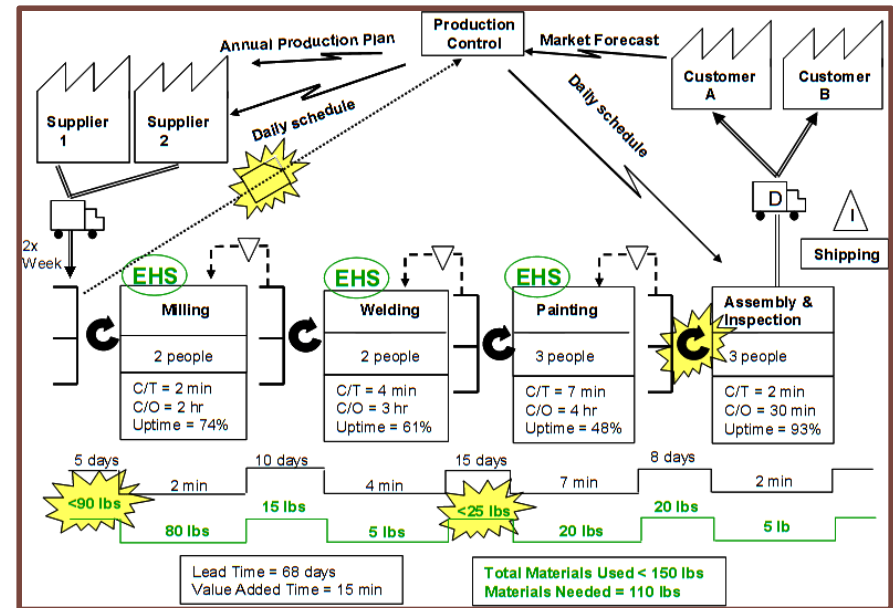 Production
Control
Annual Production Plan
Market Forecast
Customer
A
Customer
B
Supplier
1
Supplier
2
Daily schedule
Daily schedule
D
I
Shipping
2x
Week
EHS
EHS
EHS
Milling
2 people
C/T = 2 min
C/O = 2 hr
Uptime = 74%
Welding
2 people
C/T = 4 min
C/O = 3 hr
Uptime = 61%
Painting
3 people
C/T = 7 min
C/O = 4 hr
Uptime = 48%
Assembly &
Inspection
3 people
C/T = 2 min
C/O = 30 min
Uptime = 93%
5 days
2 min
10 days
4 min
15 days
7 min
8 days
2 min
<90 lbs
80 lbs
15 lbs
5 lbs
<25 lbs
20 lbs
20 lbs
5 lb
Lead Time = 68 days
Value Added Time = 15 min
Total Materials Used < 150 lbs
Materials Needed = 110 lbs